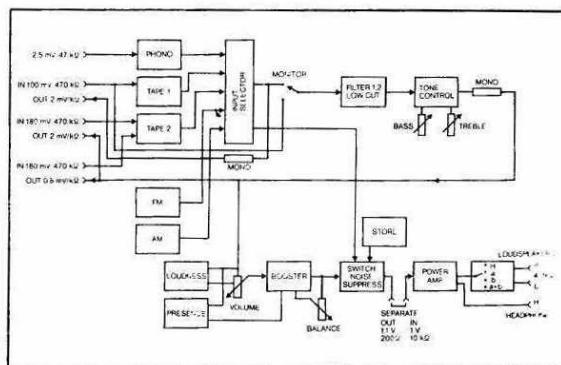 2.5 mV 47 kΩ
PHONO
IN 100 mV 470 kΩ
TAPE 1
OUT 2 mV/kΩ
IN 180 mV 470 kΩ
TAPE 2
OUT 2 mV/kΩ
IN 180 mV 470 kΩ
OUT 0.8 mV/kΩ
INPUT
SELECTOR
MONITOR
FILTER 1,2
LOW CUT
TONE
CONTROL
MONO
BASS
TREBLE
MONO
FM
AM
STORE
LOUDNESS
VOLUME
BOOSTER
SWITCH
NOISE
SUPPRESS
POWER
AMP
H
a
b
a+b
L
H
PRESENCE
BALANCE
SEPARATE
OUT IN
1 V
200Ω 10 kΩ